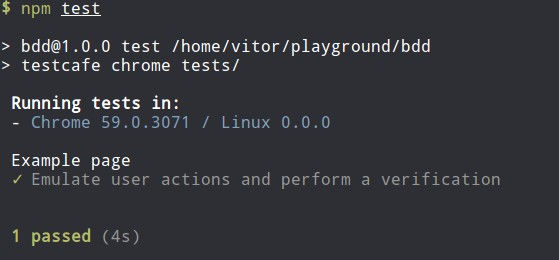 $ npm test
> bdd@1.0.0 test /home/vitor/playground/bdd
> testcafe chrome tests/
Running tests in:
- Chrome 59.0.3071 / Linux 0.0.0
Example page
✓ Emulate user actions and perform a verification
1 passed (4s)